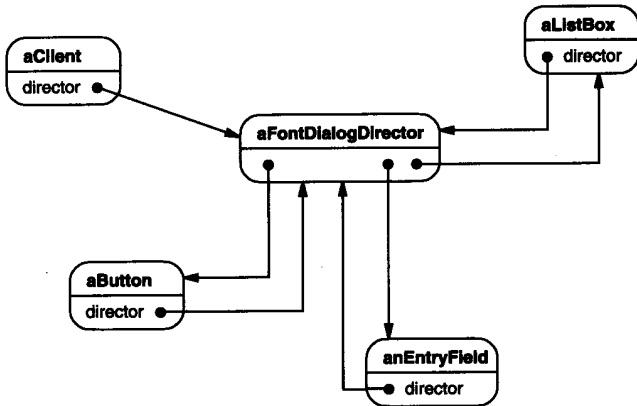 aClient
director
aListBox
director
aFontDialogDirector
aButton
director
anEntryField
director